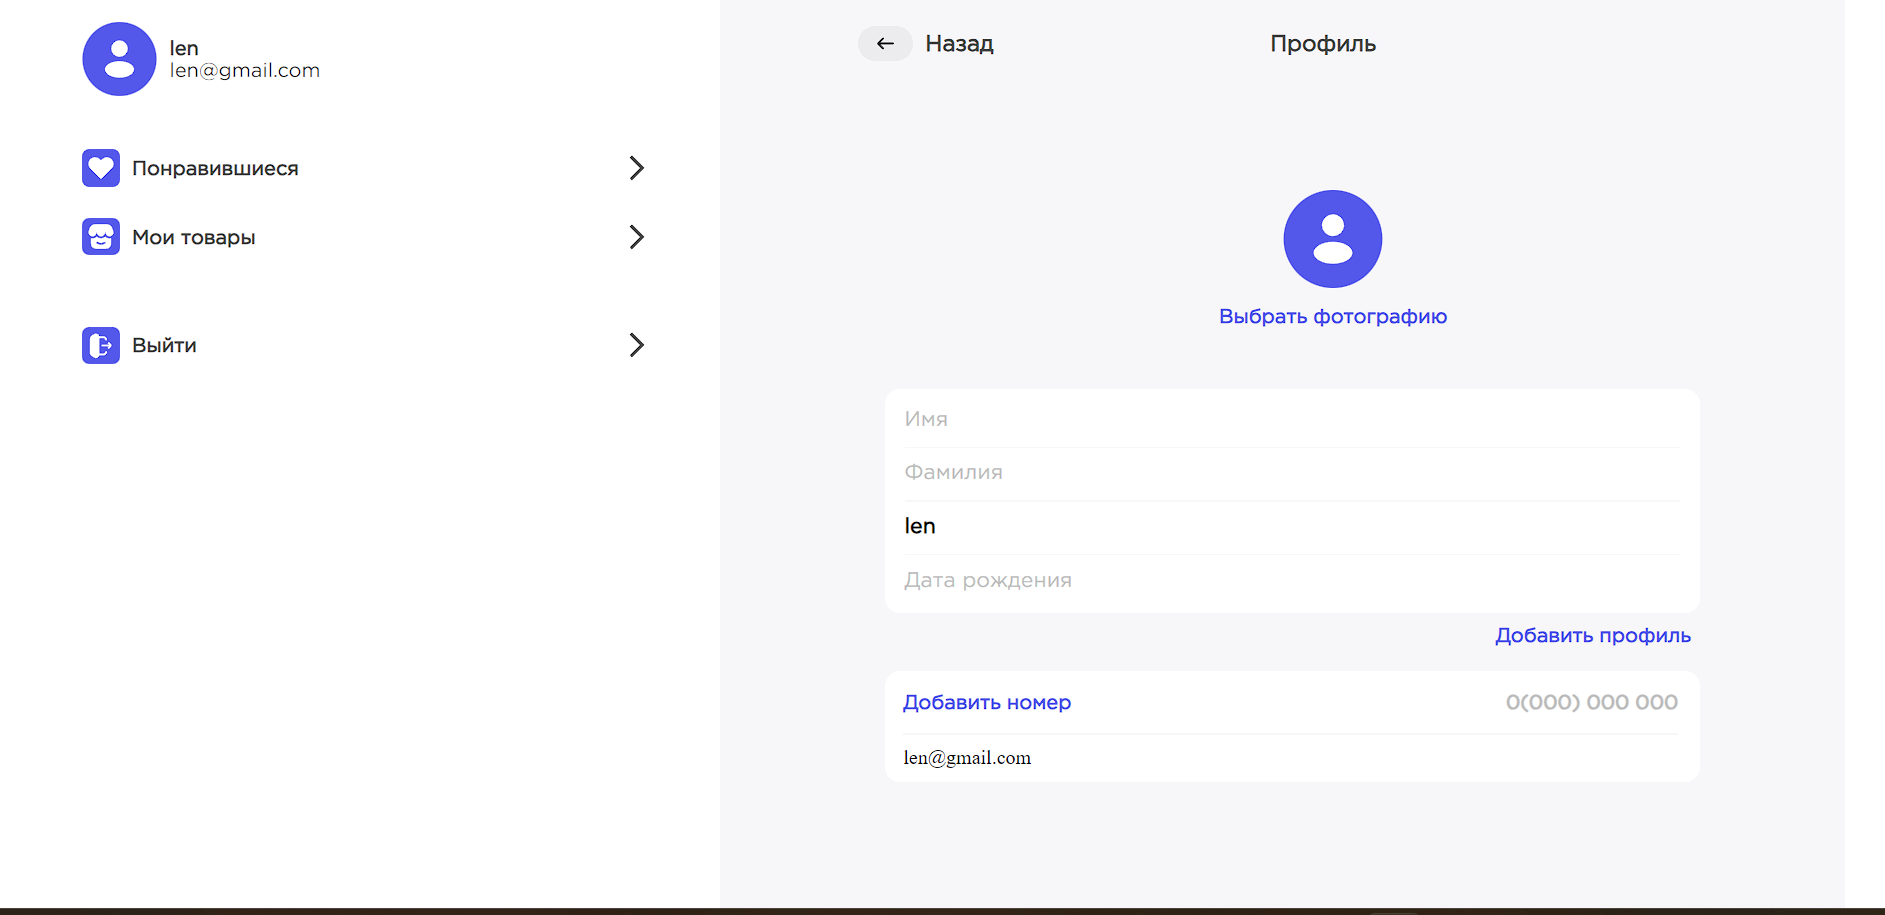 len
len@gmail.com
Понравившиеся
Мои товары
Выйти
Назад
Профиль
Выбрать фотографию
Имя
Фамилия
len
Дата рождения
Добавить профиль
Добавить номер 0(000) 000 000
len@gmail.com